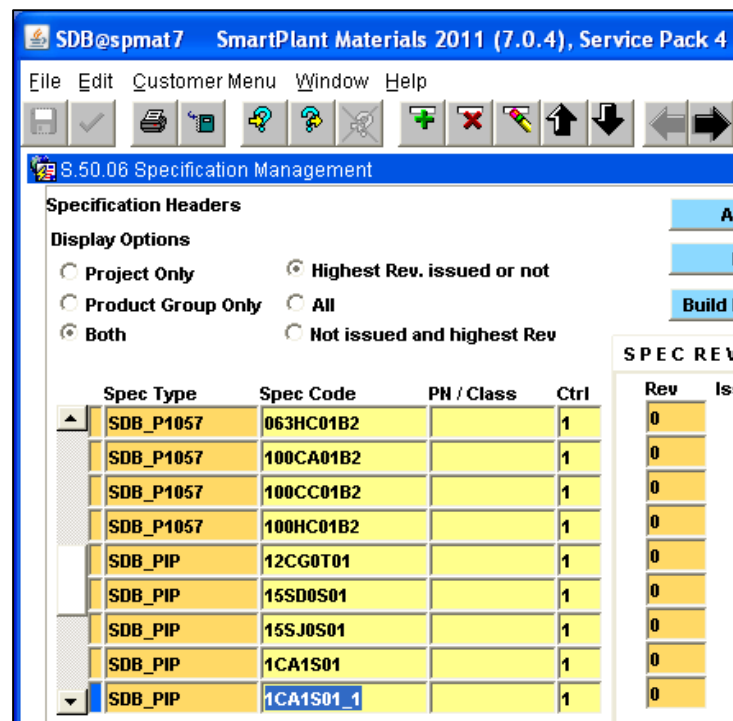 SDB@spmat7 SmartPlant Materials 2011 (7.0.4), Service Pack 4
File Edit Customer Menu Window Help
S.50.06 Specification Management
Specification Headers
Display Options
Project Only Highest Rev. issued or not
Product Group Only All
Build
Both Not issued and highest Rev
SPEC REV
Spec Type Spec Code PN / Class Ctrl Rev
SDB_P1057 063HC01B2 1 0
SDB_P1057 100CA01B2 1 0
SDB_P1057 100CC01B2 1 0
SDB_P1057 100HC01B2 1 0
SDB_PIP 12CG0T01 1 0
SDB_PIP 15SD0S01 1 0
SDB_PIP 15SJ0S01 1 0
SDB_PIP 1CA1S01 1 0
SDB_PIP 1CA1S01_1 1 0